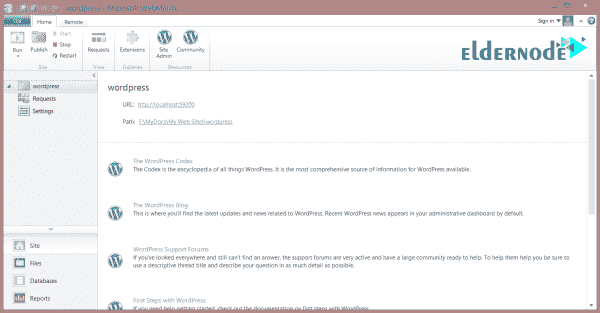 wordpress - Microsoft WebMatrix
Home
Remote
Sign in
Run
Publish
Start
Stop
Restart
Requests
Extensions
Site Admin
Community
Site
View
Galleries
Resources
ELDERNODE
wordpress
Requests
Settings
Site
Files
Databases
Reports
wordpress
URL: http://localhost:59200
Path: F:\MyDocs\My Web Sites\wordpress
The WordPress Codex
The Codex is the encyclopedia of all things WordPress. It is the most comprehensive source of information for WordPress available.
The WordPress Blog
This is where you'll find the latest updates and news related to WordPress. Recent WordPress news appears in your administrative dashboard by default.
WordPress Support Forums
If you've looked everywhere and still can't find an answer, the support forums are very active and have a large community ready to help. To help them help you be sure to
use a descriptive thread title and describe your question in as much detail as possible.
First Steps with WordPress
If you need help getting started, check out the documentation on first steps with WordPress.